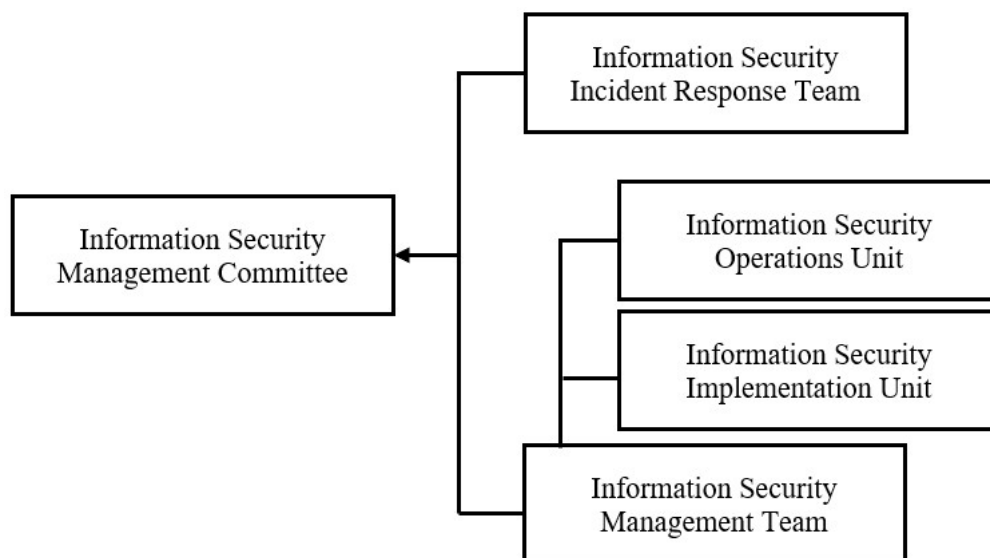 Information Security
Incident Response Team
Information Security
Management Committee
Information Security
Operations Unit
Information Security
Implementation Unit
Information Security
Management Team